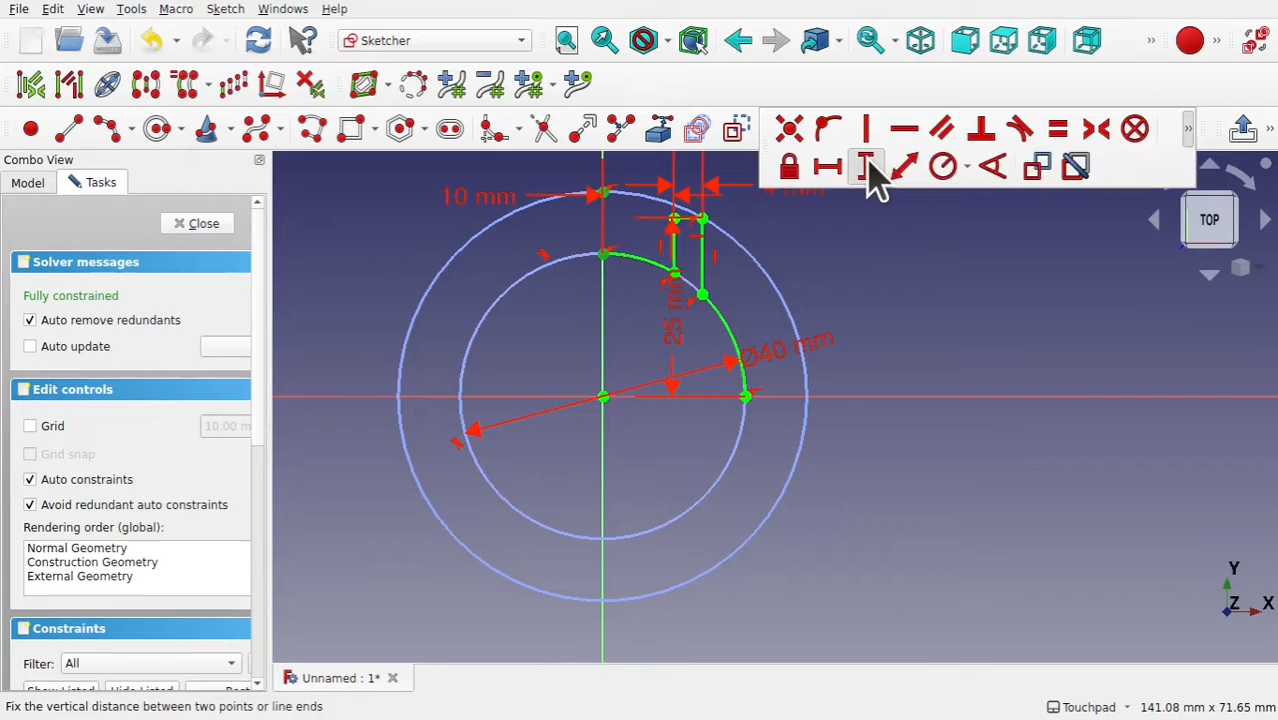 File Edit View Tools Macro Sketch Windows Help
Sketcher
Combo View
Model Tasks
Close
Solver messages
Fully constrained
Auto remove redundants
Auto update
Edit controls
Grid 10.00 m
Grid snap
Auto constraints
Avoid redundant auto constraints
Rendering order (global):
Normal Geometry
Construction Geometry
External Geometry
Constraints
Filter: All
10 mm
25 mm
Ø40 mm
TOP
Y
Z X
Unnamed : 1*
Fix the vertical distance between two points or line ends
Touchpad 141.08 mm x 71.65 mm